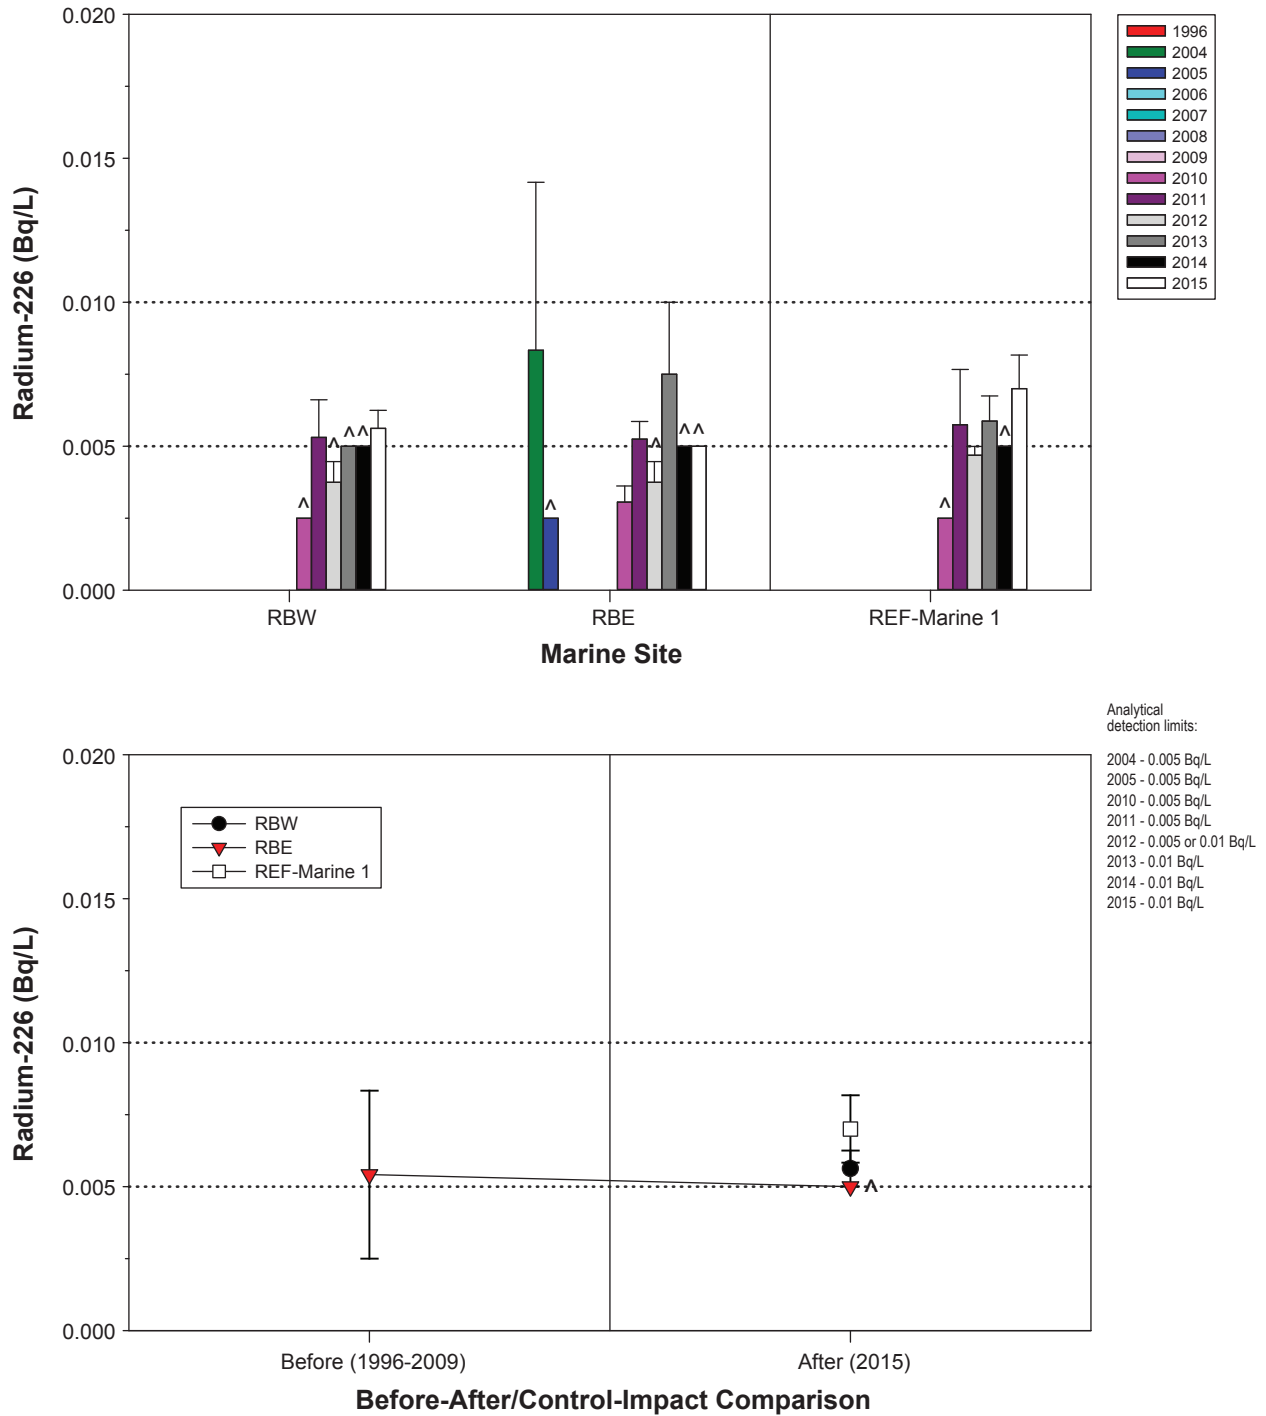 0.020
0.015
0.010
0.005
0.000
Radium-226 (Bq/L)
^ ^ ^ ^
^ ^ ^ ^
^ ^
RBW RBE REF-Marine 1
Marine Site
1996
2004
2005
2006
2007
2008
2009
2010
2011
2012
2013
2014
2015
Analytical
detection limits:
2004 - 0.005 Bq/L
2005 - 0.005 Bq/L
2010 - 0.005 Bq/L
2011 - 0.005 Bq/L
2012 - 0.005 or 0.01 Bq/L
2013 - 0.01 Bq/L
2014 - 0.01 Bq/L
2015 - 0.01 Bq/L
0.020
0.015
0.010
0.005
0.000
Radium-226 (Bq/L)
RBW
RBE
REF-Marine 1
^
Before (1996-2009) After (2015)
Before-After/Control-Impact Comparison